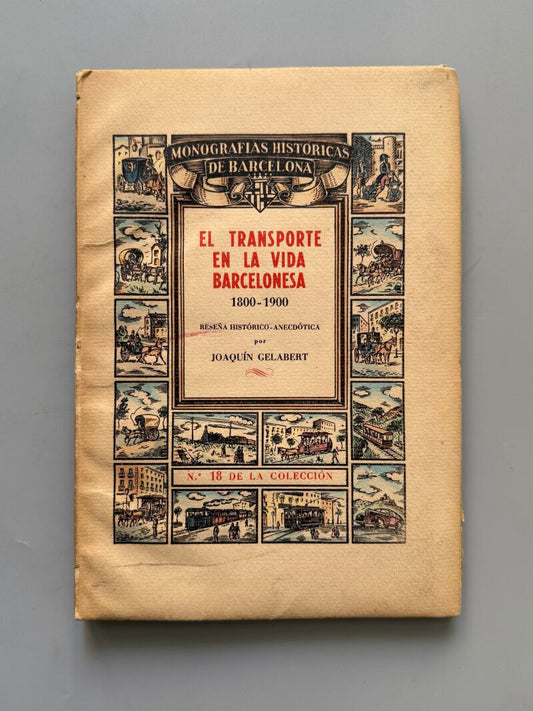 MONOGRAFIAS HISTÓRICAS
DE BARCELONA
EL TRANSPORTE
EN LA VIDA
BARCELONESA
1800-1900
RESEÑA HISTÓRICO-ANECDÓTICA
por
JOAQUÍN GELABERT
N.º 18 DE LA COLECCIÓN